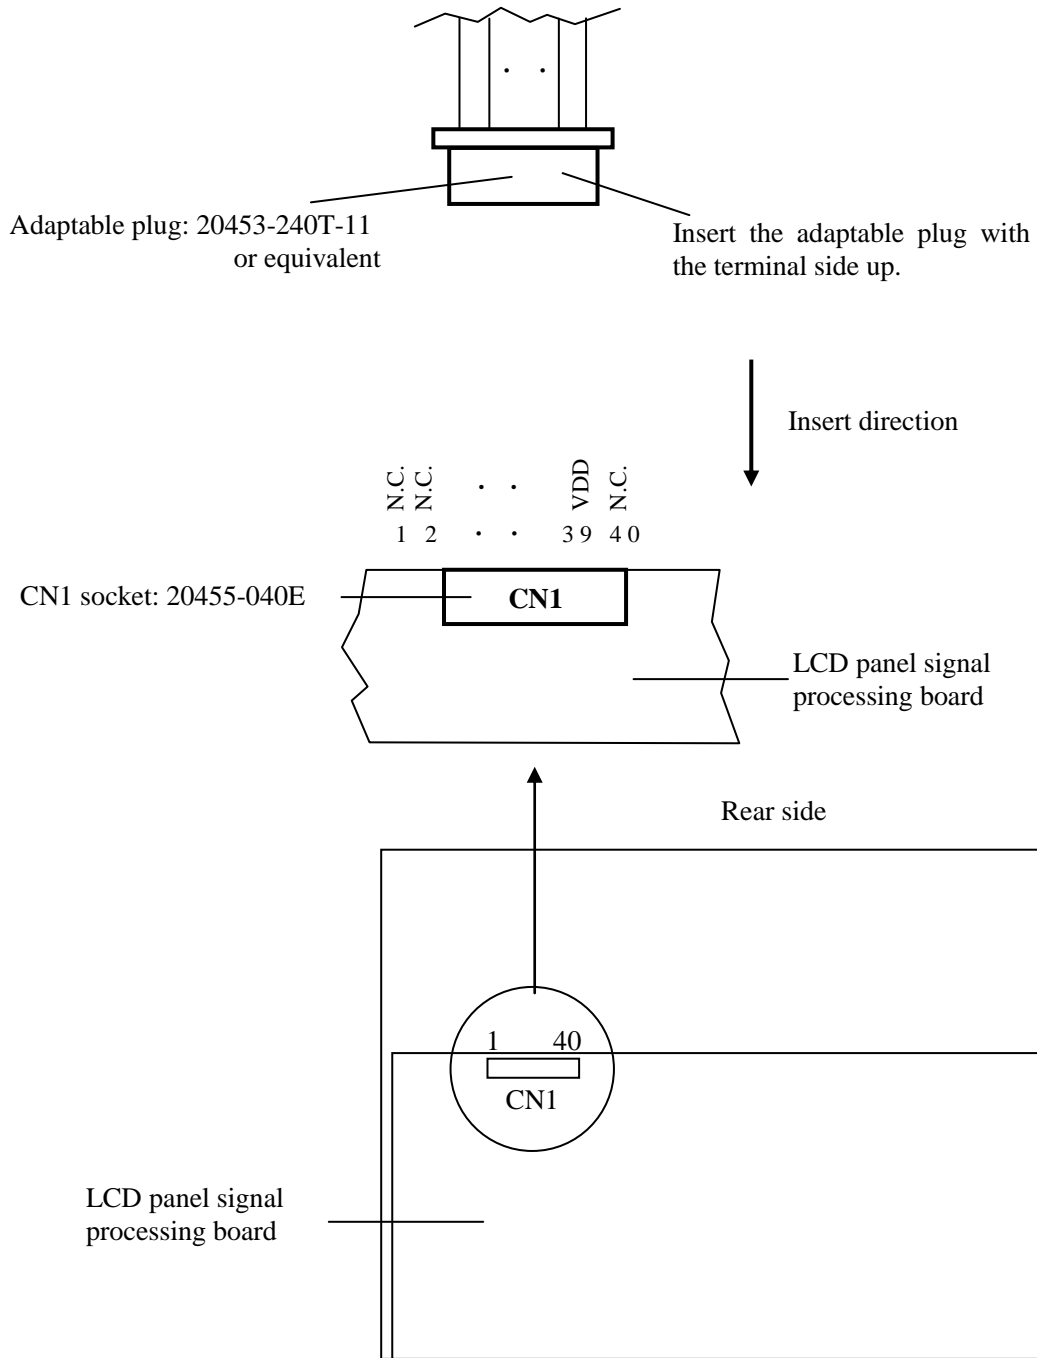 Adaptable plug: 20453-240T-11
or equivalent
Insert the adaptable plug with
the terminal side up.
Insert direction
N.C. N.C. · · VDD N.C.
1 2 · · 39 40
CN1 socket: 20455-040E
CN1
LCD panel signal
processing board
Rear side
1 40
CN1
LCD panel signal
processing board